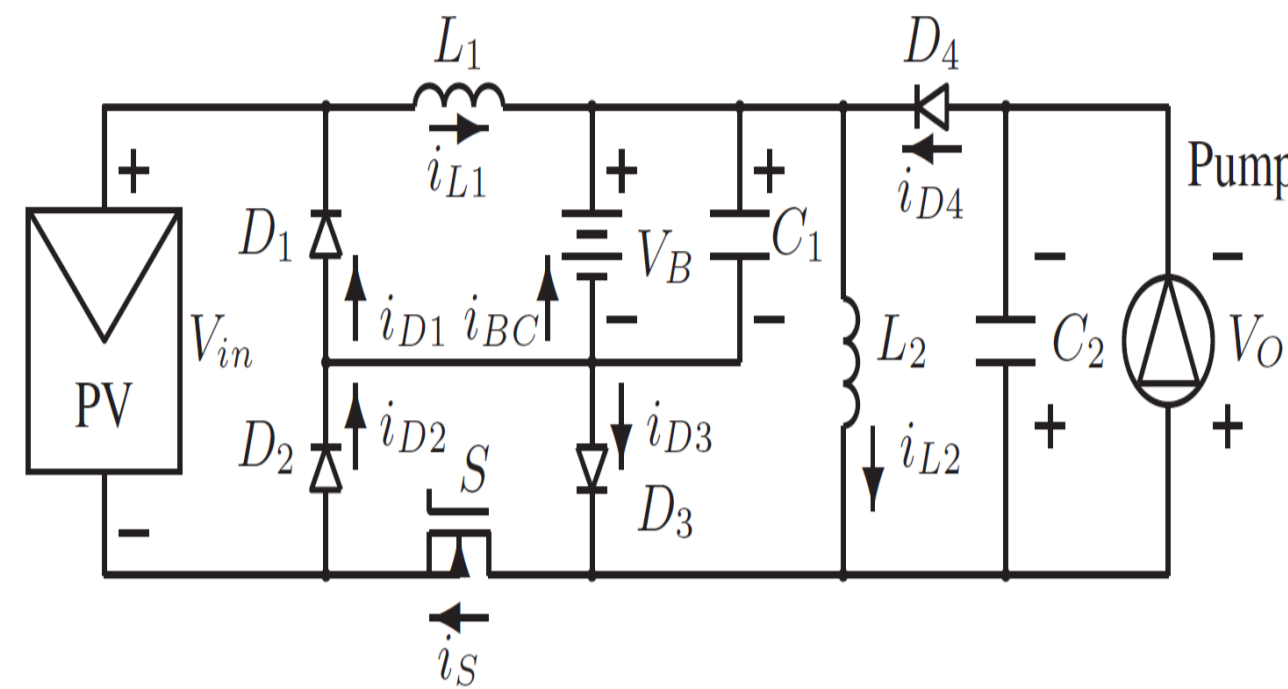 L1
D4
+
iL1
+
+
iD4
Pump
D1
VB
C1
−
−
Vin
iD1
iBC
−
−
L2
C2
VO
PV
iD2
iD3
+
+
D2
S
iL2
D3
−
iS